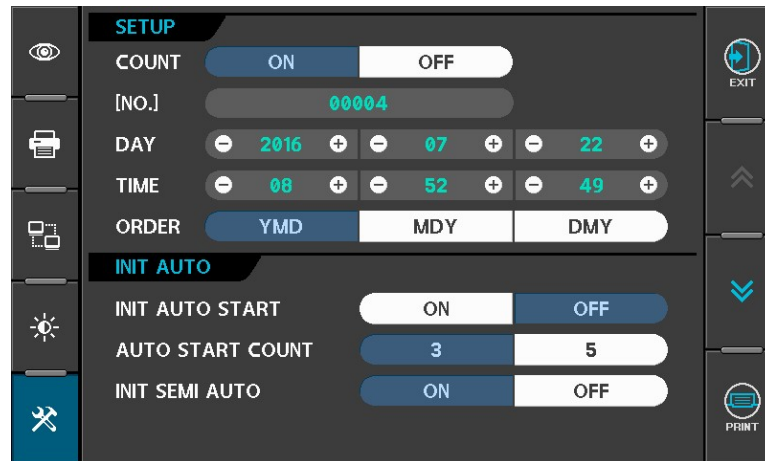 SETUP
COUNT ON OFF
EXIT
[NO.] 00004
DAY - 2016 + - 07 + - 22 +
TIME - 08 + - 52 + - 49 +
ORDER YMD MDY DMY
INIT AUTO
INIT AUTO START ON OFF
AUTO START COUNT 3 5
INIT SEMI AUTO ON OFF
PRINT